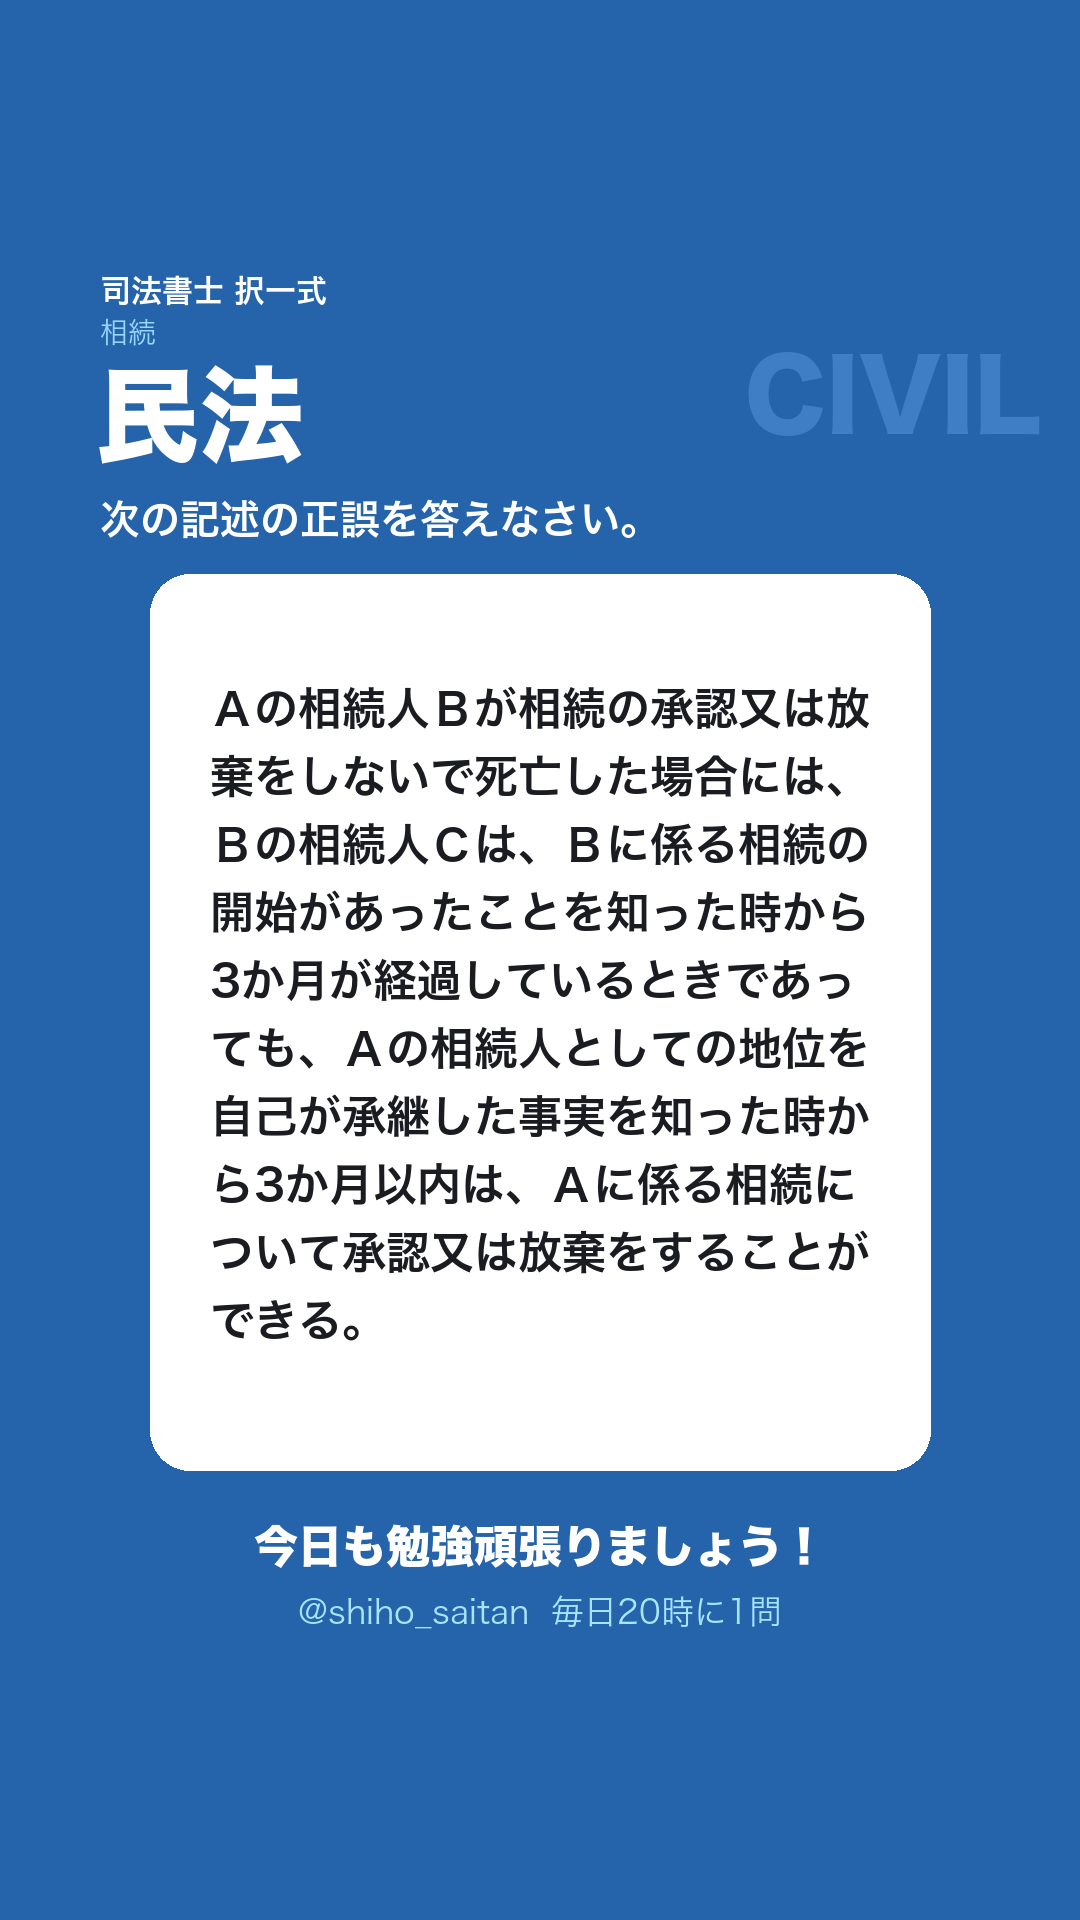 司法書士 択一式
相続
民法
CIVIL
次の記述の正誤を答えなさい。
Ａの相続人Ｂが相続の承認又は放
棄をしないで死亡した場合には、
Ｂの相続人Ｃは、Ｂに係る相続の
開始があったことを知った時から
3か月が経過しているときであっ
ても、Ａの相続人としての地位を
自己が承継した事実を知った時か
ら3か月以内は、Ａに係る相続に
ついて承認又は放棄をすることが
できる。
今日も勉強頑張りましょう！
@shiho_saitan 毎日20時に1問